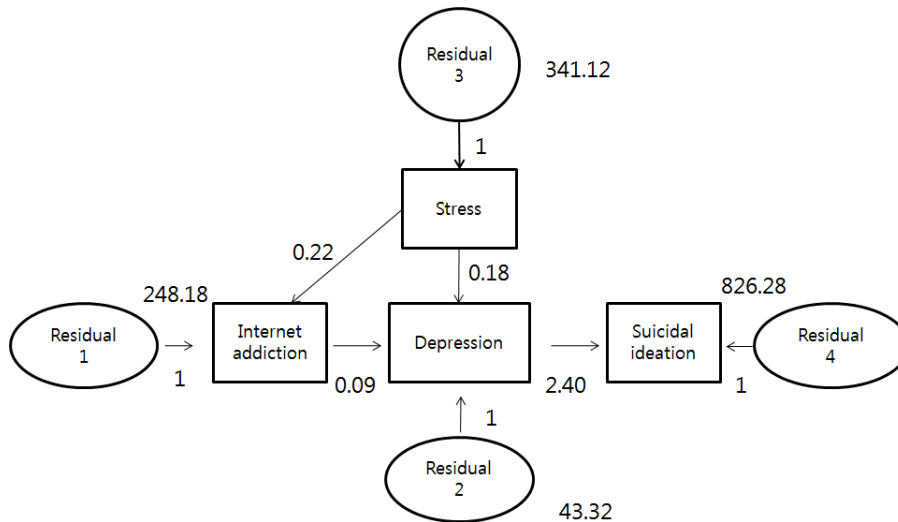 Residual
3
341.12
1
Stress
0.22
0.18
248.18
826.28
Residual
1
1
Internet
addiction
0.09
Depression
2.40
Suicidal
ideation
1
Residual
4
1
Residual
2
43.32